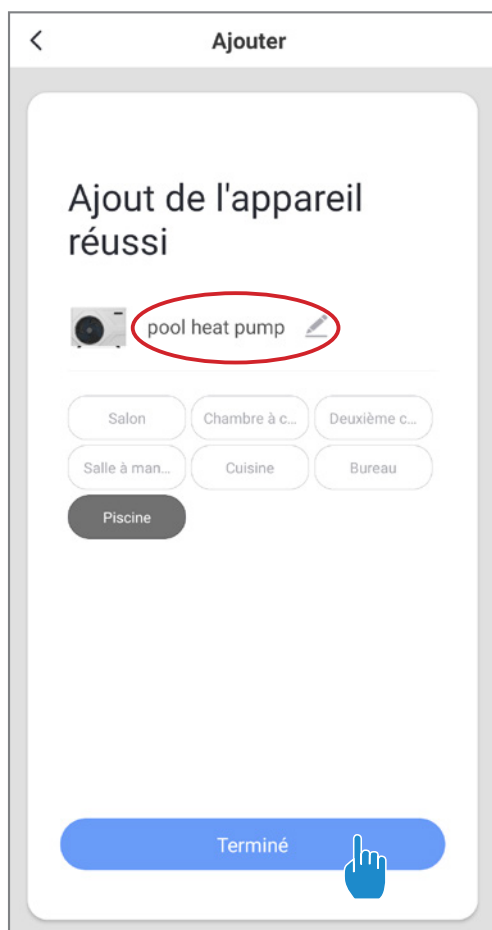 Ajouter
Ajout de l'appareil
réussi
pool heat pump
Salon
Chambre à c...
Deuxième c...
Salle à man...
Cuisine
Bureau
Piscine
Terminé